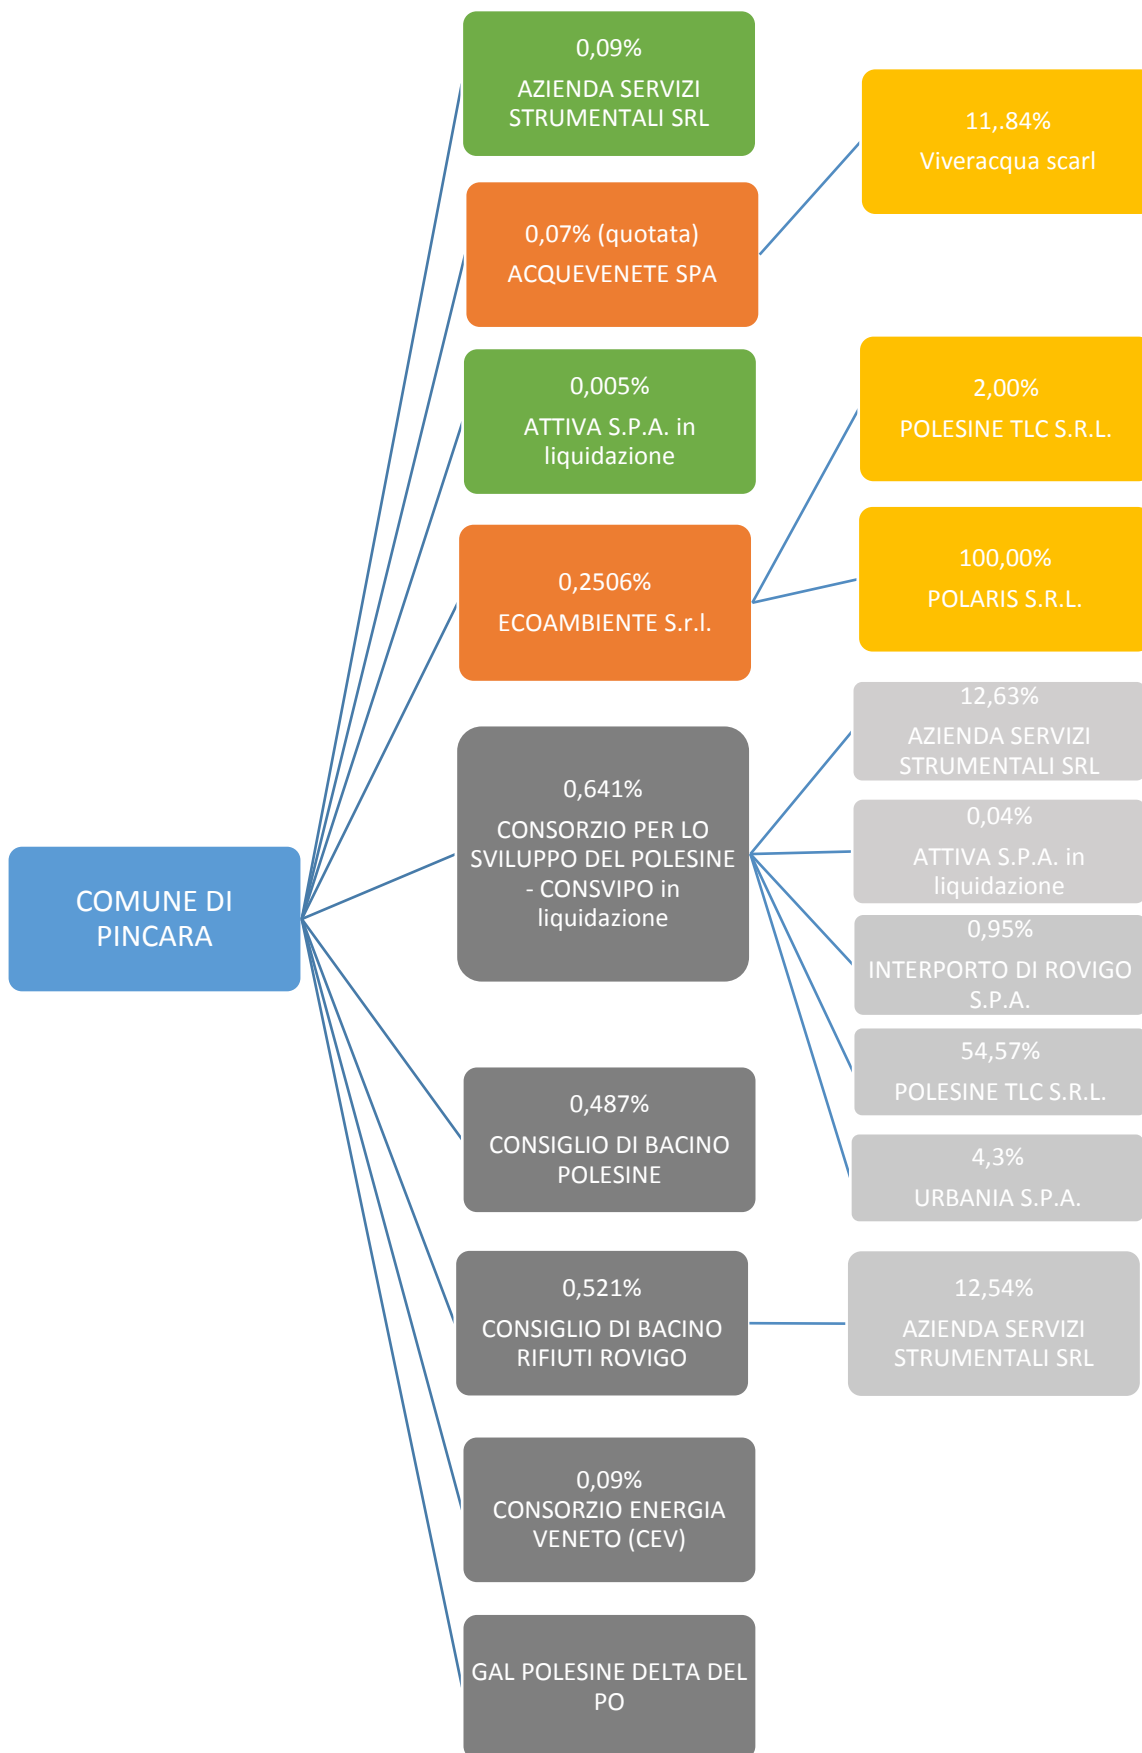 COMUNE DI
PINCARA
0,09%
AZIENDA SERVIZI
STRUMENTALI SRL
0,07% (quotata)
ACQUEVENETE SPA
11,.84%
Viveracqua scarl
0,005%
ATTIVA S.P.A. in
liquidazione
0,2506%
ECOAMBIENTE S.r.l.
2,00%
POLESINE TLC S.R.L.
100,00%
POLARIS S.R.L.
0,641%
CONSORZIO PER LO
SVILUPPO DEL POLESINE
- CONSVIPO in
liquidazione
12,63%
AZIENDA SERVIZI
STRUMENTALI SRL
0,04%
ATTIVA S.P.A. in
liquidazione
0,95%
INTERPORTO DI ROVIGO
S.P.A.
54,57%
POLESINE TLC S.R.L.
4,3%
URBANIA S.P.A.
0,487%
CONSIGLIO DI BACINO
POLESINE
0,521%
CONSIGLIO DI BACINO
RIFIUTI ROVIGO
12,54%
AZIENDA SERVIZI
STRUMENTALI SRL
0,09%
CONSORZIO ENERGIA
VENETO (CEV)
GAL POLESINE DELTA DEL
PO